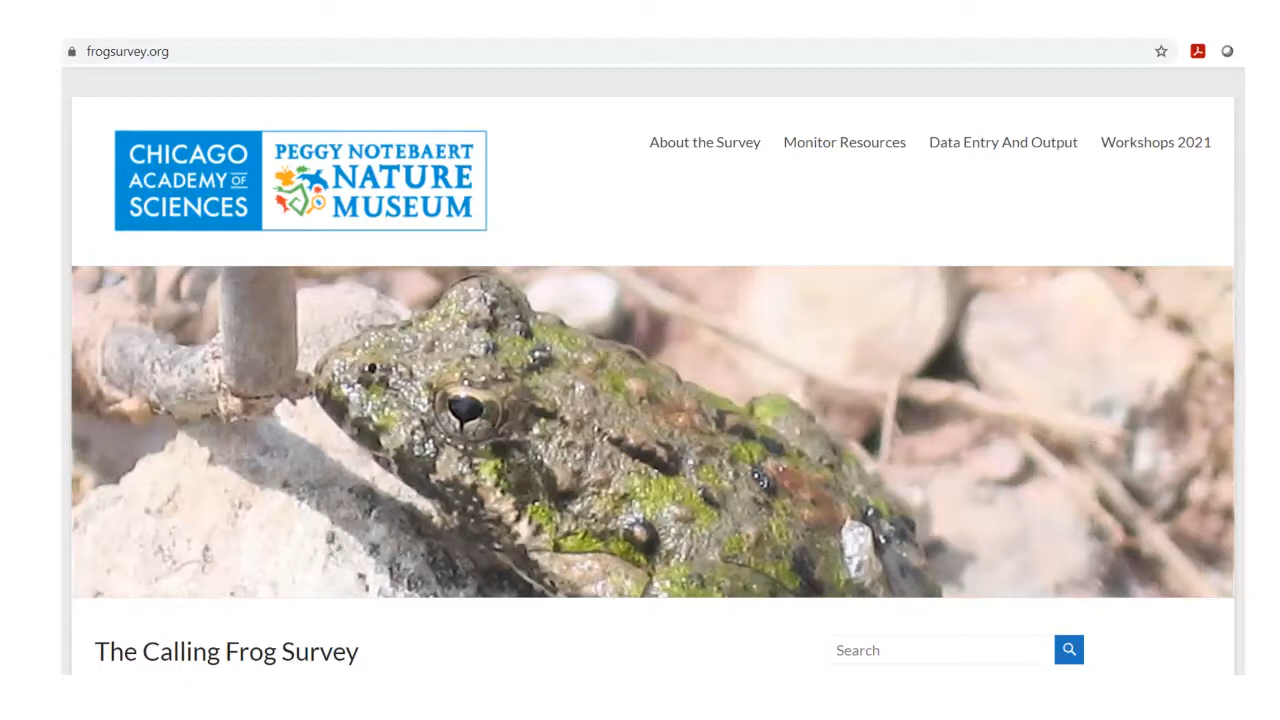 frogsurvey.org
CHICAGO
ACADEMY OF
SCIENCES
PEGGY NOTEBAERT
NATURE
MUSEUM
About the Survey
Monitor Resources
Data Entry And Output
Workshops 2021
The Calling Frog Survey
Search